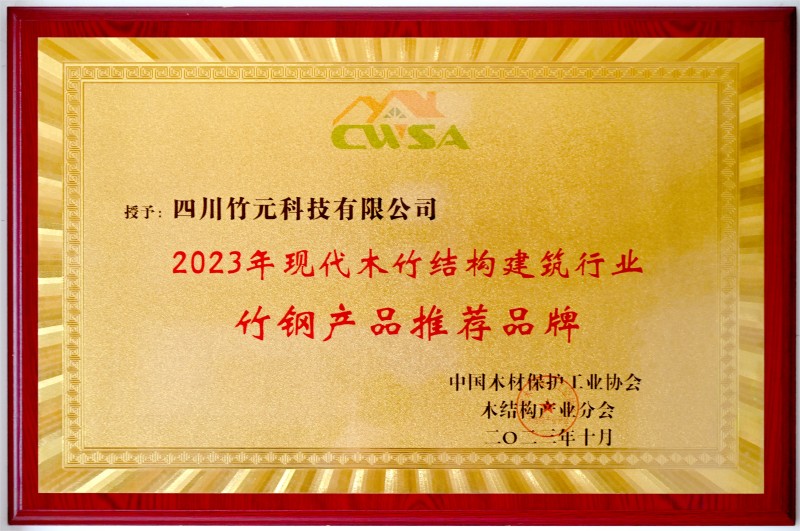 CWSA
授予：四川竹元科技有限公司
2023年现代木竹结构建筑行业
竹钢产品推荐品牌
中国木材保护工业协会
木结构产业分会
二〇二三年十月